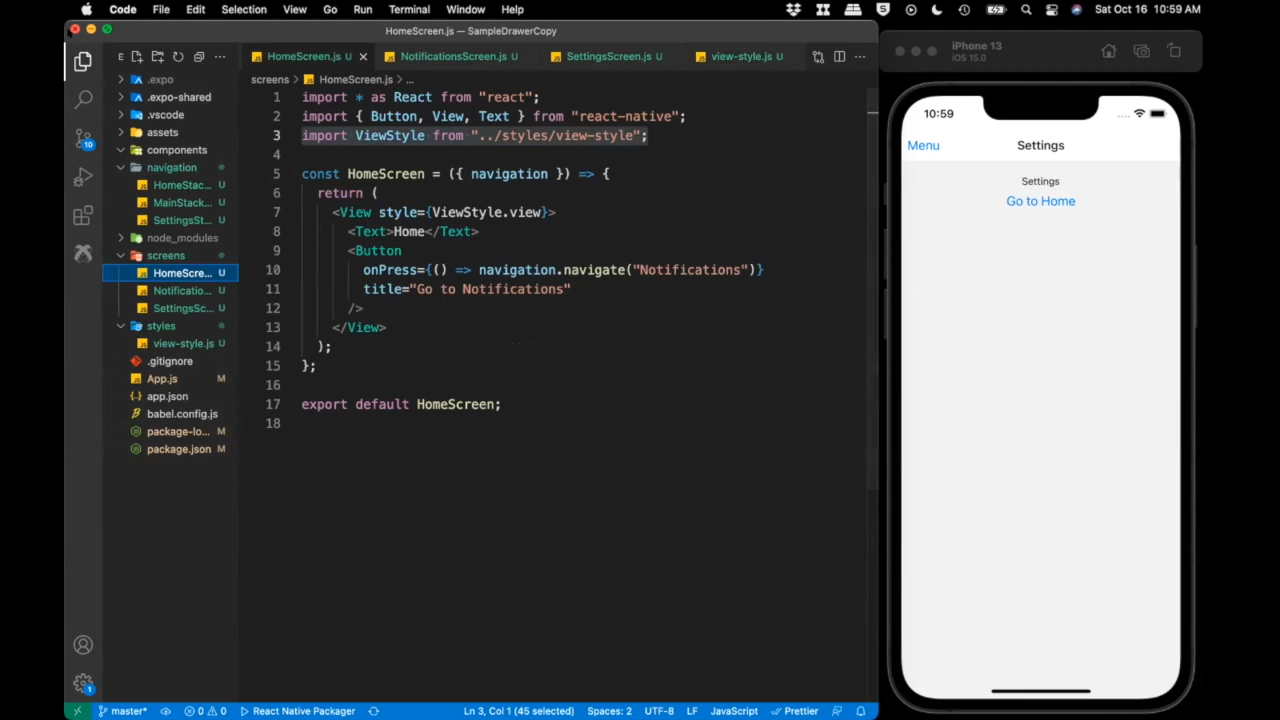 Code File Edit Selection View Go Run Terminal Window Help Sat Oct 16 10:59 AM
HomeScreen.js — SampleDrawerCopy
E
HomeScreen.js U
NotificationsScreen.js U
SettingsScreen.js U
view-style.js U
screens > HomeScreen.js > ...
.expo
.expo-shared
.vscode
assets
components
navigation
HomeStac... U
MainStack... U
SettingsSt... U
node_modules
screens
HomeScre... U
Notificatio... U
SettingsSc... U
styles
view-style.js U
.gitignore
App.js M
app.json
babel.config.js
package-lo... M
package.json M
10
1
1 import * as React from "react";
2 import { Button, View, Text } from "react-native";
3 import ViewStyle from "../styles/view-style";
4
5 const HomeScreen = ({ navigation }) => {
6 return (
7 <View style={ViewStyle.view}>
8 <Text>Home</Text>
9 <Button
10 onPress={() => navigation.navigate("Notifications")}
11 title="Go to Notifications"
12 />
13 </View>
14 );
15 };
16
17 export default HomeScreen;
18
master* 0 0 React Native Packager Ln 3, Col 1 (45 selected) Spaces: 2 UTF-8 LF JavaScript Prettier
iPhone 13
iOS 15.0
10:59
Menu Settings
Settings
Go to Home